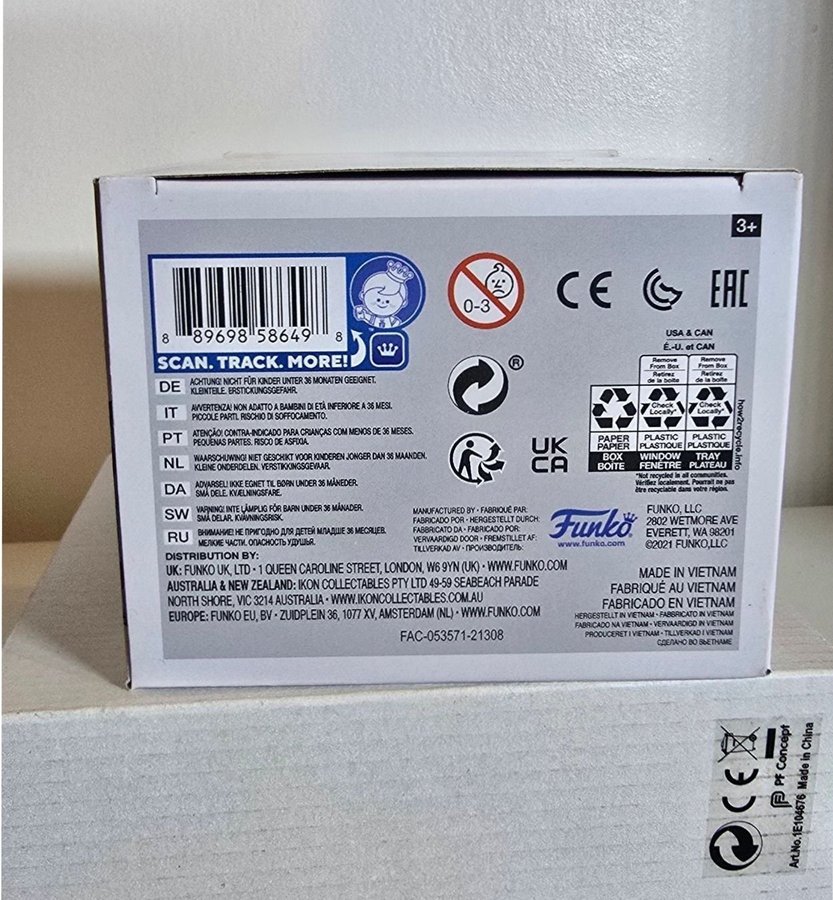 3+
8 89698 58649 8
SCAN. TRACK. MORE!
0-3
CE
EAC
USA & CAN
É.-U. et CAN
Remove From Box
Retirez de la boîte
Remove From Box
Retirez de la boîte
Check Locally*
Check Locally*
PAPER
PAPIER
BOX
BOÎTE
PLASTIC
PLASTIQUE
WINDOW
FENÊTRE
PLASTIC
PLASTIQUE
TRAY
PLATEAU
how2recycle.info
*Not recycled in all communities.
Vérifiez localement. Pourrait ne pas
être recyclable dans votre région.
®
UK
CA
DE ACHTUNG! NICHT FÜR KINDER UNTER 36 MONATEN GEEIGNET.
KLEINTEILE. ERSTICKUNGSGEFAHR.
IT AVVERTENZA! NON ADATTO A BAMBINI DI ETÀ INFERIORE A 36 MESI.
PICCOLE PARTI. RISCHIO DI SOFFOCAMENTO.
PT ATENÇÃO! CONTRA-INDICADO PARA CRIANÇAS COM MENOS DE 36 MESES.
PEQUENAS PARTES. RISCO DE ASFIXIA.
NL WAARSCHUWING! NIET GESCHIKT VOOR KINDEREN JONGER DAN 36 MAANDEN.
KLEINE ONDERDELEN. VERSTIKKINGSGEVAAR.
DA ADVARSEL! IKKE EGNET TIL BØRN UNDER 36 MÅNEDER.
SMÅ DELE. KVÆLNINGSFARE.
SW VARNING! INTE LÄMPLIG FÖR BARN UNDER 36 MÅNADER.
SMÅ DELAR. KVÄVNINGSRISK.
RU ВНИМАНИЕ! НЕ ПРИГОДНО ДЛЯ ДЕТЕЙ МЛАДШЕ 36 МЕСЯЦЕВ.
МЕЛКИЕ ЧАСТИ. ОПАСНОСТЬ УДУШЬЯ.
MANUFACTURED BY • FABRIQUÉ PAR:
FABRICADO POR • HERGESTELLT DURCH:
FABBRICATO DA • FABRICADO POR:
VERVAARDIGD DOOR • FREMSTILLET AF:
TILLVERKAD AV • ПРОИЗВОДИТЕЛЬ:
Funko
www.funko.com
FUNKO, LLC
2802 WETMORE AVE
EVERETT, WA 98201
©2021 FUNKO,LLC
DISTRIBUTION BY:
UK: FUNKO UK, LTD • 1 QUEEN CAROLINE STREET, LONDON, W6 9YN (UK) • WWW.FUNKO.COM
AUSTRALIA & NEW ZEALAND: IKON COLLECTABLES PTY LTD 49-59 SEABEACH PARADE
NORTH SHORE, VIC 3214 AUSTRALIA • WWW.IKONCOLLECTABLES.COM.AU
EUROPE: FUNKO EU, BV • ZUIDPLEIN 36, 1077 XV, AMSTERDAM (NL) • WWW.FUNKO.COM
FAC-053571-21308
MADE IN VIETNAM
FABRIQUÉ AU VIETNAM
FABRICADO EN VIETNAM
HERGESTELLT IN VIETNAM • FABBRICATO IN VIETNAM
FABRICADO NA VIETNAM • VERVAARDIGD IN VIETNAM
PRODUCERET I VIETNAM • TILLVERKAD I VIETNAM
СДЕЛАНО ВО ВЬЕТНАМЕ
CE
PF Concept
Art.No.1E104676 Made in China